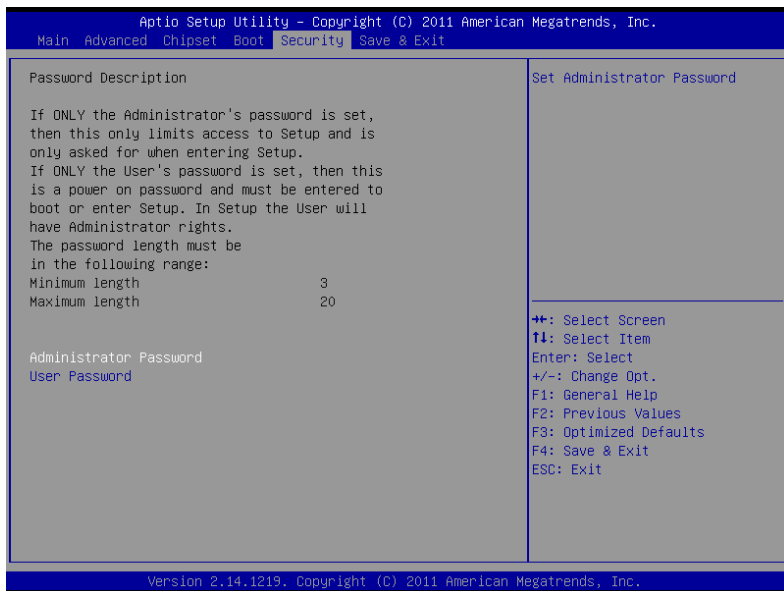 Aptio Setup Utility – Copyright (C) 2011 American Megatrends, Inc.
Main Advanced Chipset Boot Security Save & Exit
Password Description
If ONLY the Administrator's password is set,
then this only limits access to Setup and is
only asked for when entering Setup.
If ONLY the User's password is set, then this
is a power on password and must be entered to
boot or enter Setup. In Setup the User will
have Administrator rights.
The password length must be
in the following range:
Minimum length 3
Maximum length 20
Administrator Password
User Password
Set Administrator Password
→←: Select Screen
↑↓: Select Item
Enter: Select
+/-: Change Opt.
F1: General Help
F2: Previous Values
F3: Optimized Defaults
F4: Save & Exit
ESC: Exit
Version 2.14.1219. Copyright (C) 2011 American Megatrends, Inc.